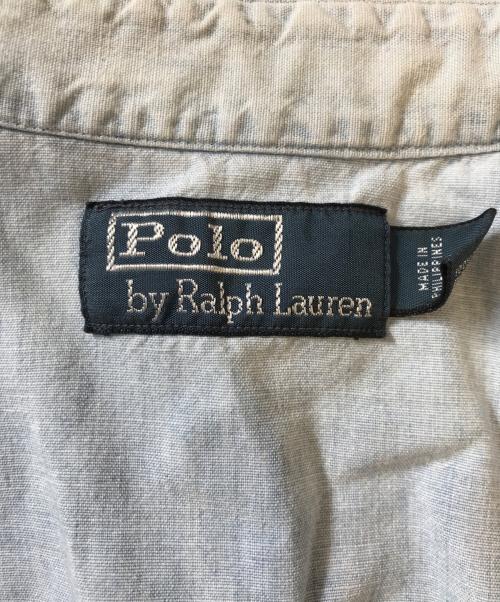 Polo
by Ralph Lauren
MADE IN
PHILIPPINES